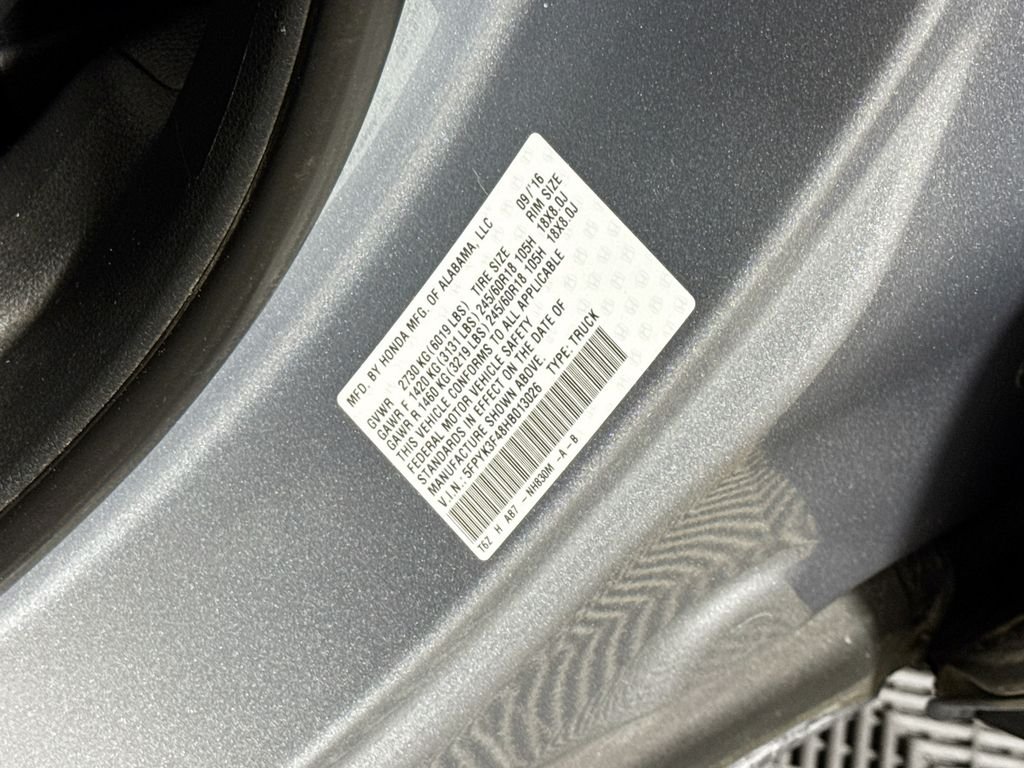 MFD. BY HONDA MFG. OF ALABAMA, LLC 09/'16
GVWR 2730 KG (6019 LBS) TIRE SIZE RIM SIZE
GAWR F 1420 KG (3131 LBS) 245/60R18 105H 18X8.0J
GAWR R 1460 KG (3219 LBS) 245/60R18 105H 18X8.0J
THIS VEHICLE CONFORMS TO ALL APPLICABLE
FEDERAL MOTOR VEHICLE SAFETY
STANDARDS IN EFFECT ON THE DATE OF
MANUFACTURE SHOWN ABOVE.
V.I.N.: 5FPYK3F48HB013026 TYPE: TRUCK
T6Z H AB7 - NH830M -A -B